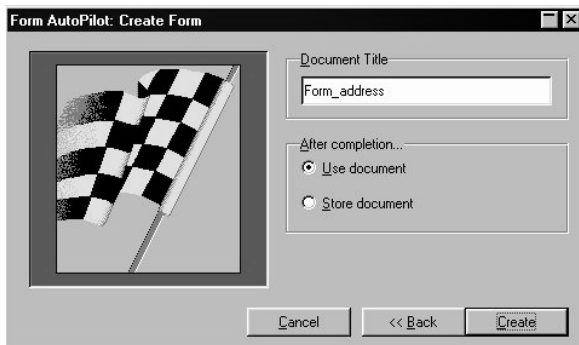 Form AutoPilot: Create Form
Document Title
Form_address
After completion...
Use document
Store document
Cancel
<< Back
Create